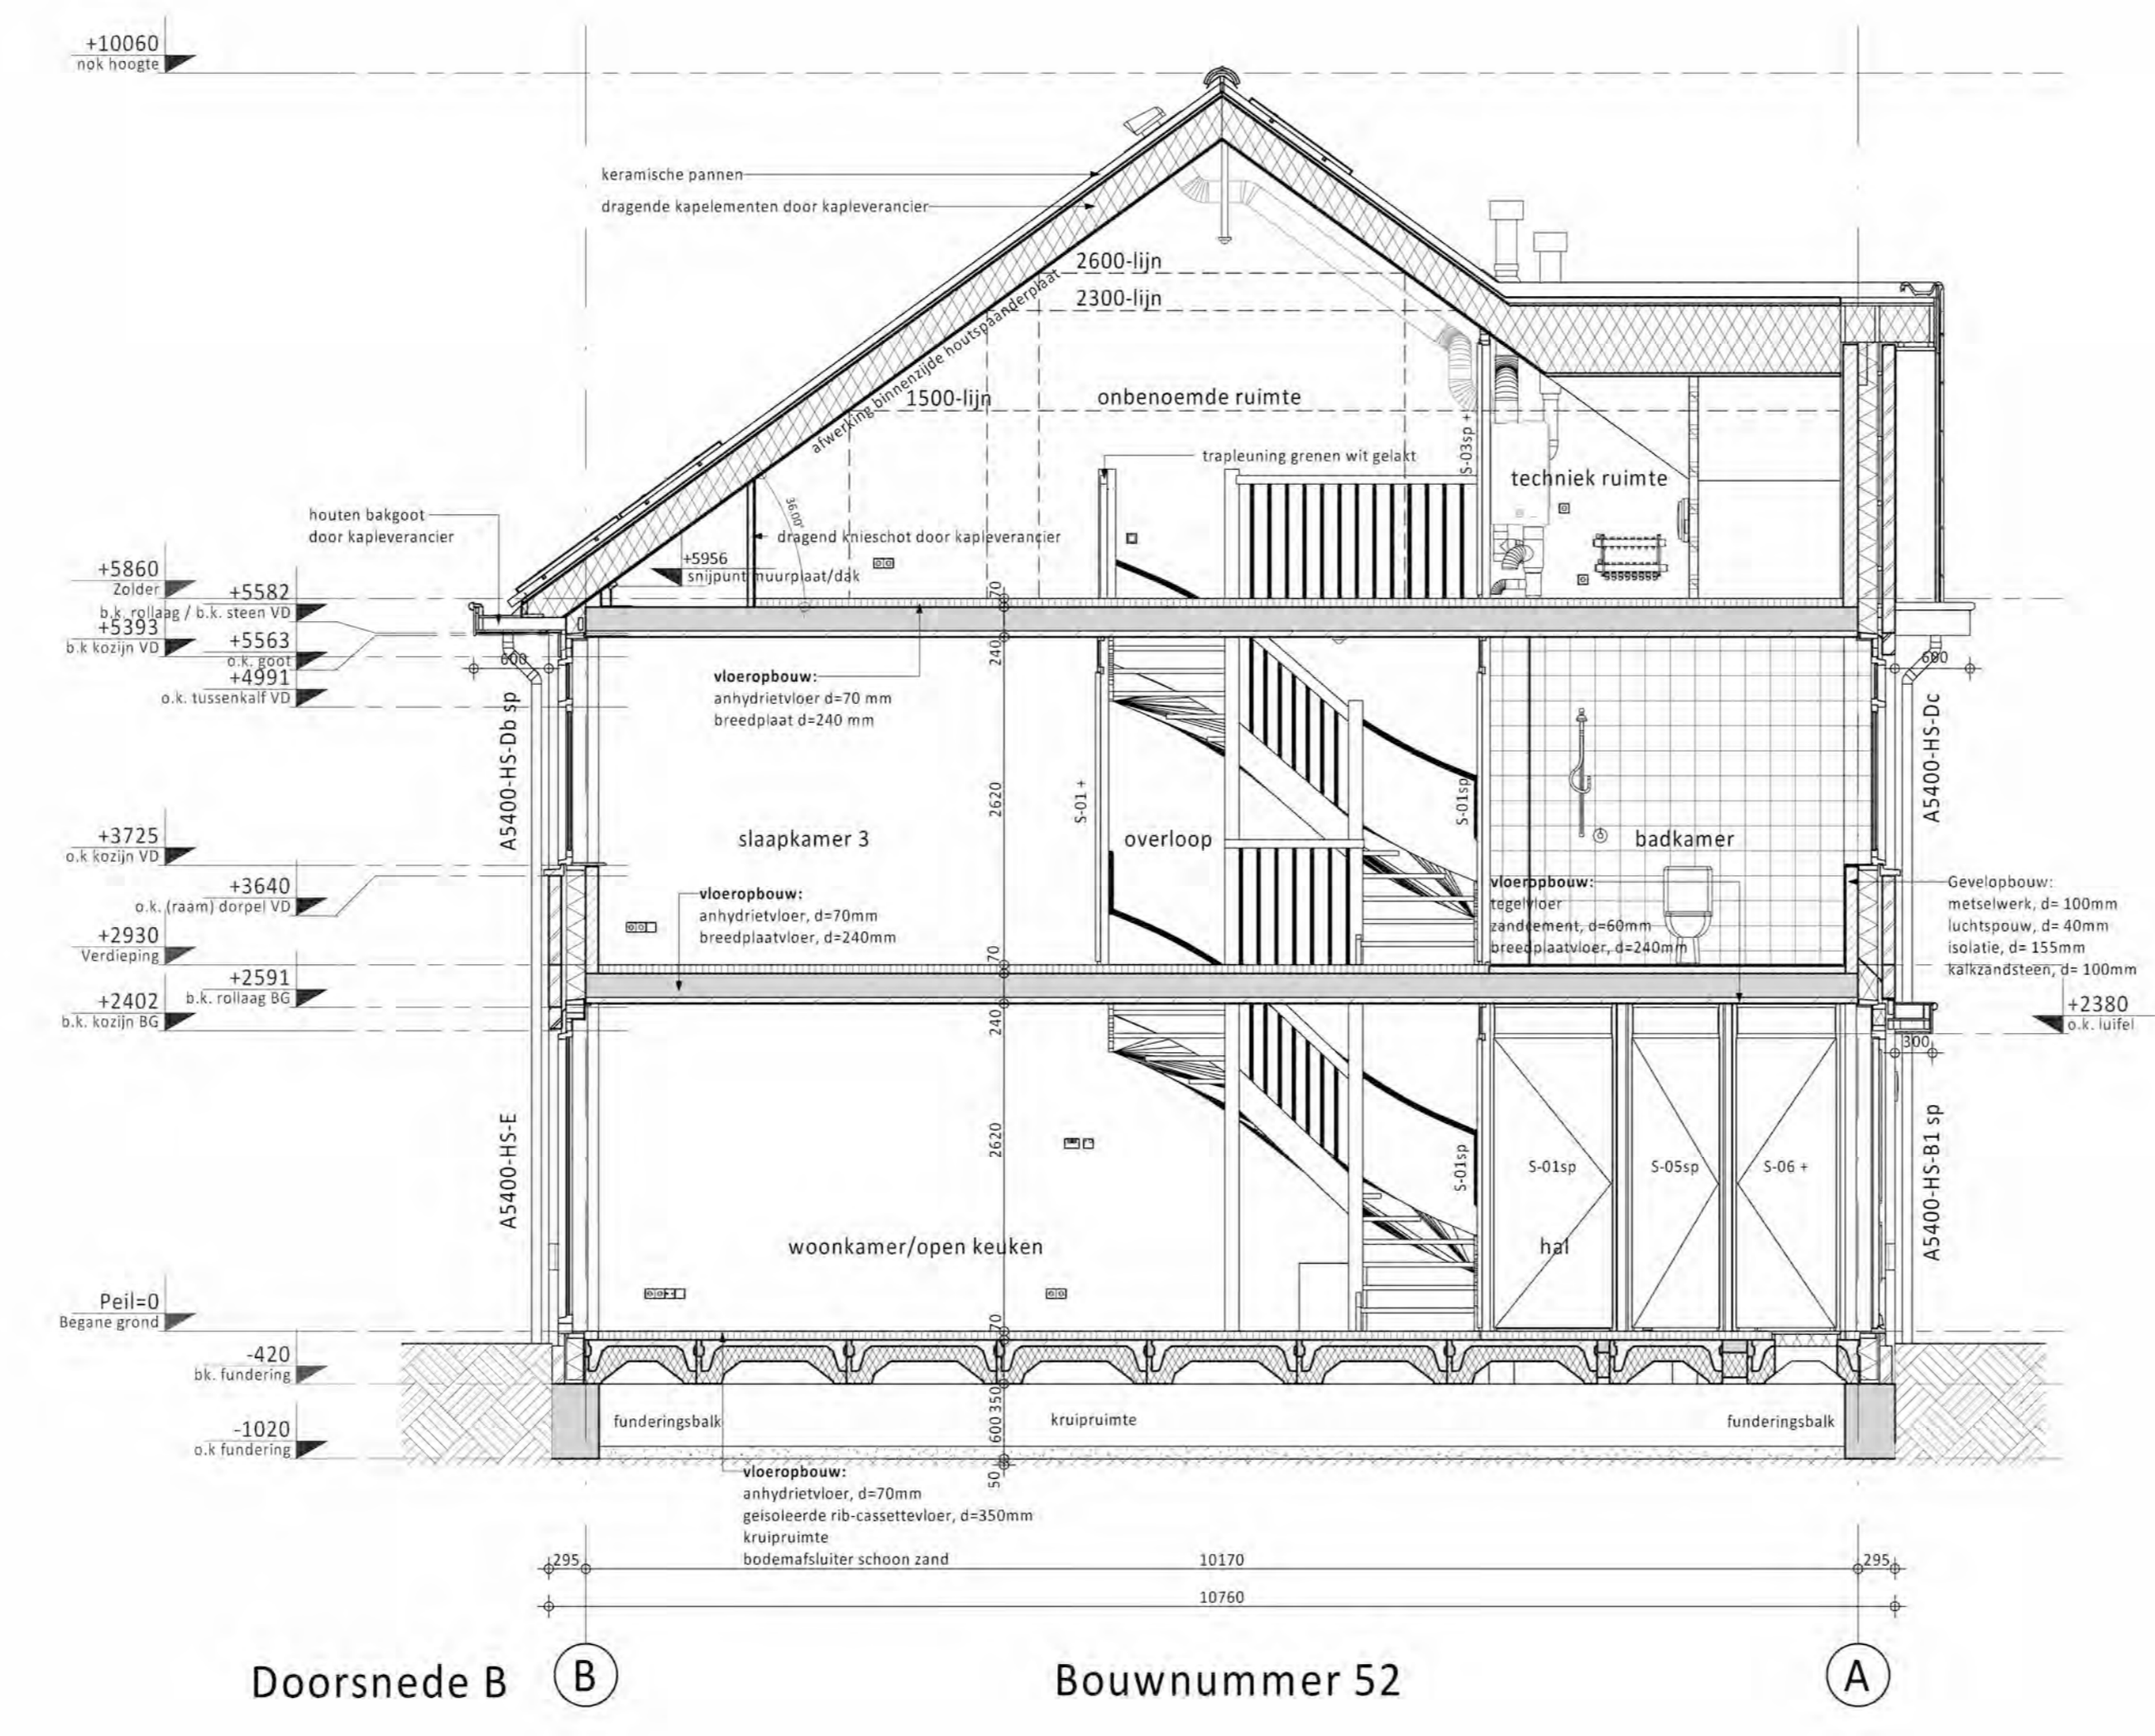 +10060
nok hoogte
keramische pannen
dragende kapelementen door kapleverancier
2600-lijn
2300-lijn
afwerking binnenzijde houtspaanderplaat
1500-lijn
onbenoemde ruimte
S-03sp +
trapleuning grenen wit gelakt
techniek ruimte
houten bakgoot
door kapleverancier
36.00°
dragend knieschot door kapleverancier
+5956
snijpunt muurplaat/dak
+5860
Zolder
+5582
b.k. rollaag / b.k. steen VD
+5393
b.k kozijn VD
+5563
o.k. goot
+4991
o.k. tussenkalf VD
600
70
240
600
vloeropbouw:
anhydrietvloer d=70 mm
breedplaat d=240 mm
A5400-HS-Db sp
A5400-HS-Dc
2620
S-01 +
S-01sp
slaapkamer 3
overloop
badkamer
+3725
o.k kozijn VD
+3640
o.k. (raam) dorpel VD
+2930
Verdieping
+2591
b.k. rollaag BG
+2402
b.k. kozijn BG
vloeropbouw:
anhydrietvloer, d=70mm
breedplaatvloer, d=240mm
vloeropbouw:
tegelvloer
zandcement, d=60mm
breedplaatvloer, d=240mm
Gevelopbouw:
metselwerk, d= 100mm
luchtspouw, d= 40mm
isolatie, d= 155mm
kalkzandsteen, d= 100mm
+2380
o.k. luifel
300
70
240
2620
A5400-HS-E
A5400-HS-B1 sp
S-01sp
S-01sp
S-05sp
S-06 +
woonkamer/open keuken
hal
Peil=0
Begane grond
-420
bk. fundering
-1020
o.k fundering
70
350
600
50
funderingsbalk
kruipruimte
funderingsbalk
vloeropbouw:
anhydrietvloer, d=70mm
geisoleerde rib-cassettevloer, d=350mm
kruipruimte
bodemafsluiter schoon zand
295
10170
295
10760
Doorsnede B
B
Bouwnummer 52
A